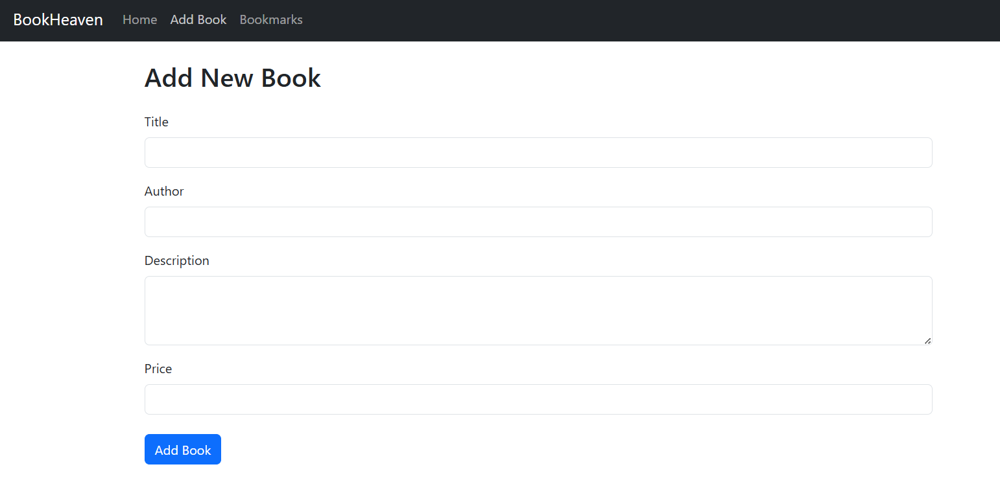 BookHeaven Home Add Book Bookmarks
Add New Book
Title
Author
Description
Price
Add Book